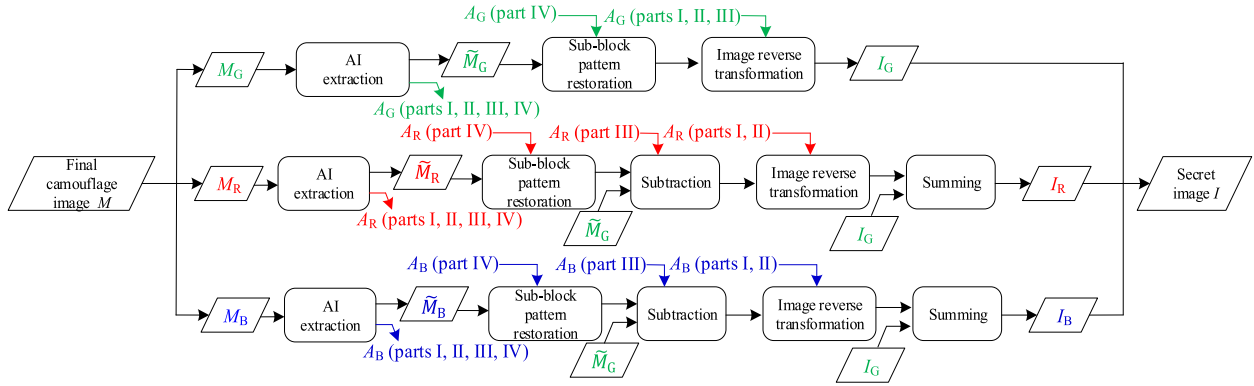 A_G (part IV)
A_G (parts I, II, III)
M_G
AI
extraction
M̃_G
Sub-block
pattern
restoration
Image reverse
transformation
I_G
A_G (parts I, II, III, IV)
A_R (part IV)
A_R (part III)
A_R (parts I, II)
Final
camouflage
image M
M_R
AI
extraction
M̃_R
Sub-block
pattern
restoration
Subtraction
Image reverse
transformation
Summing
I_R
Secret
image I
A_R (parts I, II, III, IV)
M̃_G
I_G
A_B (part IV)
A_B (part III)
A_B (parts I, II)
M_B
AI
extraction
M̃_B
Sub-block
pattern
restoration
Subtraction
Image reverse
transformation
Summing
I_B
A_B (parts I, II, III, IV)
M̃_G
I_G